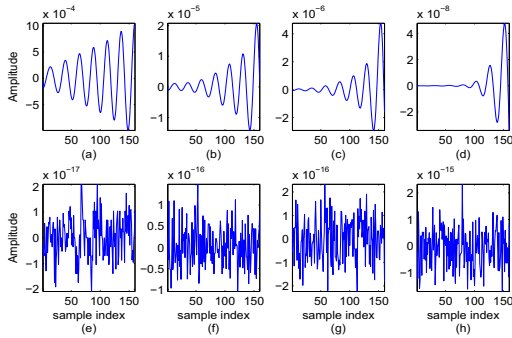 x 10⁻⁴
x 10⁻⁵
x 10⁻⁶
x 10⁻⁸
Amplitude
10
5
0
−5
50 100 150
(a)
2
1
0
−1
50 100 150
(b)
4
2
0
−2
50 100 150
(c)
4
2
0
−2
50 100 150
(d)
x 10⁻¹⁷
x 10⁻¹⁶
x 10⁻¹⁶
x 10⁻¹⁵
Amplitude
2
1
0
−1
−2
50 100 150
sample index
(e)
1
0.5
0
−0.5
−1
50 100 150
sample index
(f)
2
1
0
−1
−2
50 100 150
sample index
(g)
1
0
−1
50 100 150
sample index
(h)